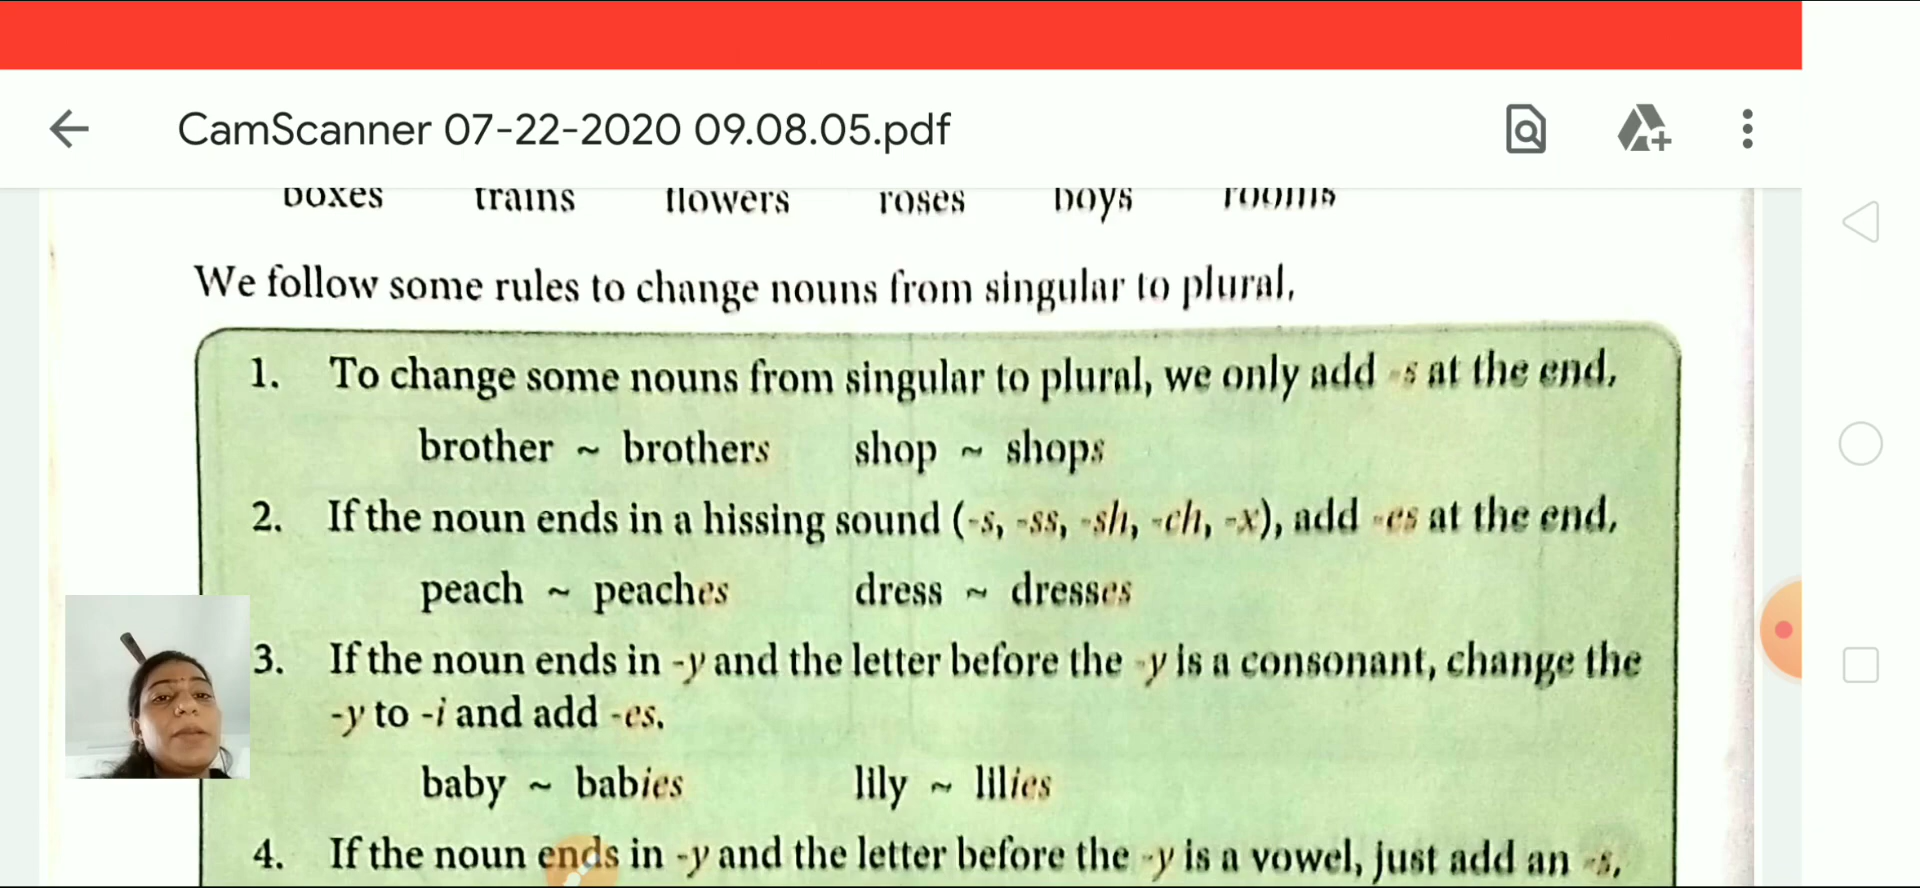 CamScanner 07-22-2020 09.08.05.pdf
boxes trains flowers roses boys rooms
We follow some rules to change nouns from singular to plural.
1. To change some nouns from singular to plural, we only add -s at the end.
brother ~ brothers shop ~ shops
2. If the noun ends in a hissing sound (-s, -ss, -sh, -ch, -x), add -es at the end.
peach ~ peaches dress ~ dresses
3. If the noun ends in -y and the letter before the -y is a consonant, change the
-y to -i and add -es.
baby ~ babies lily ~ lilies
4. If the noun ends in -y and the letter before the -y is a vowel, just add an -s.